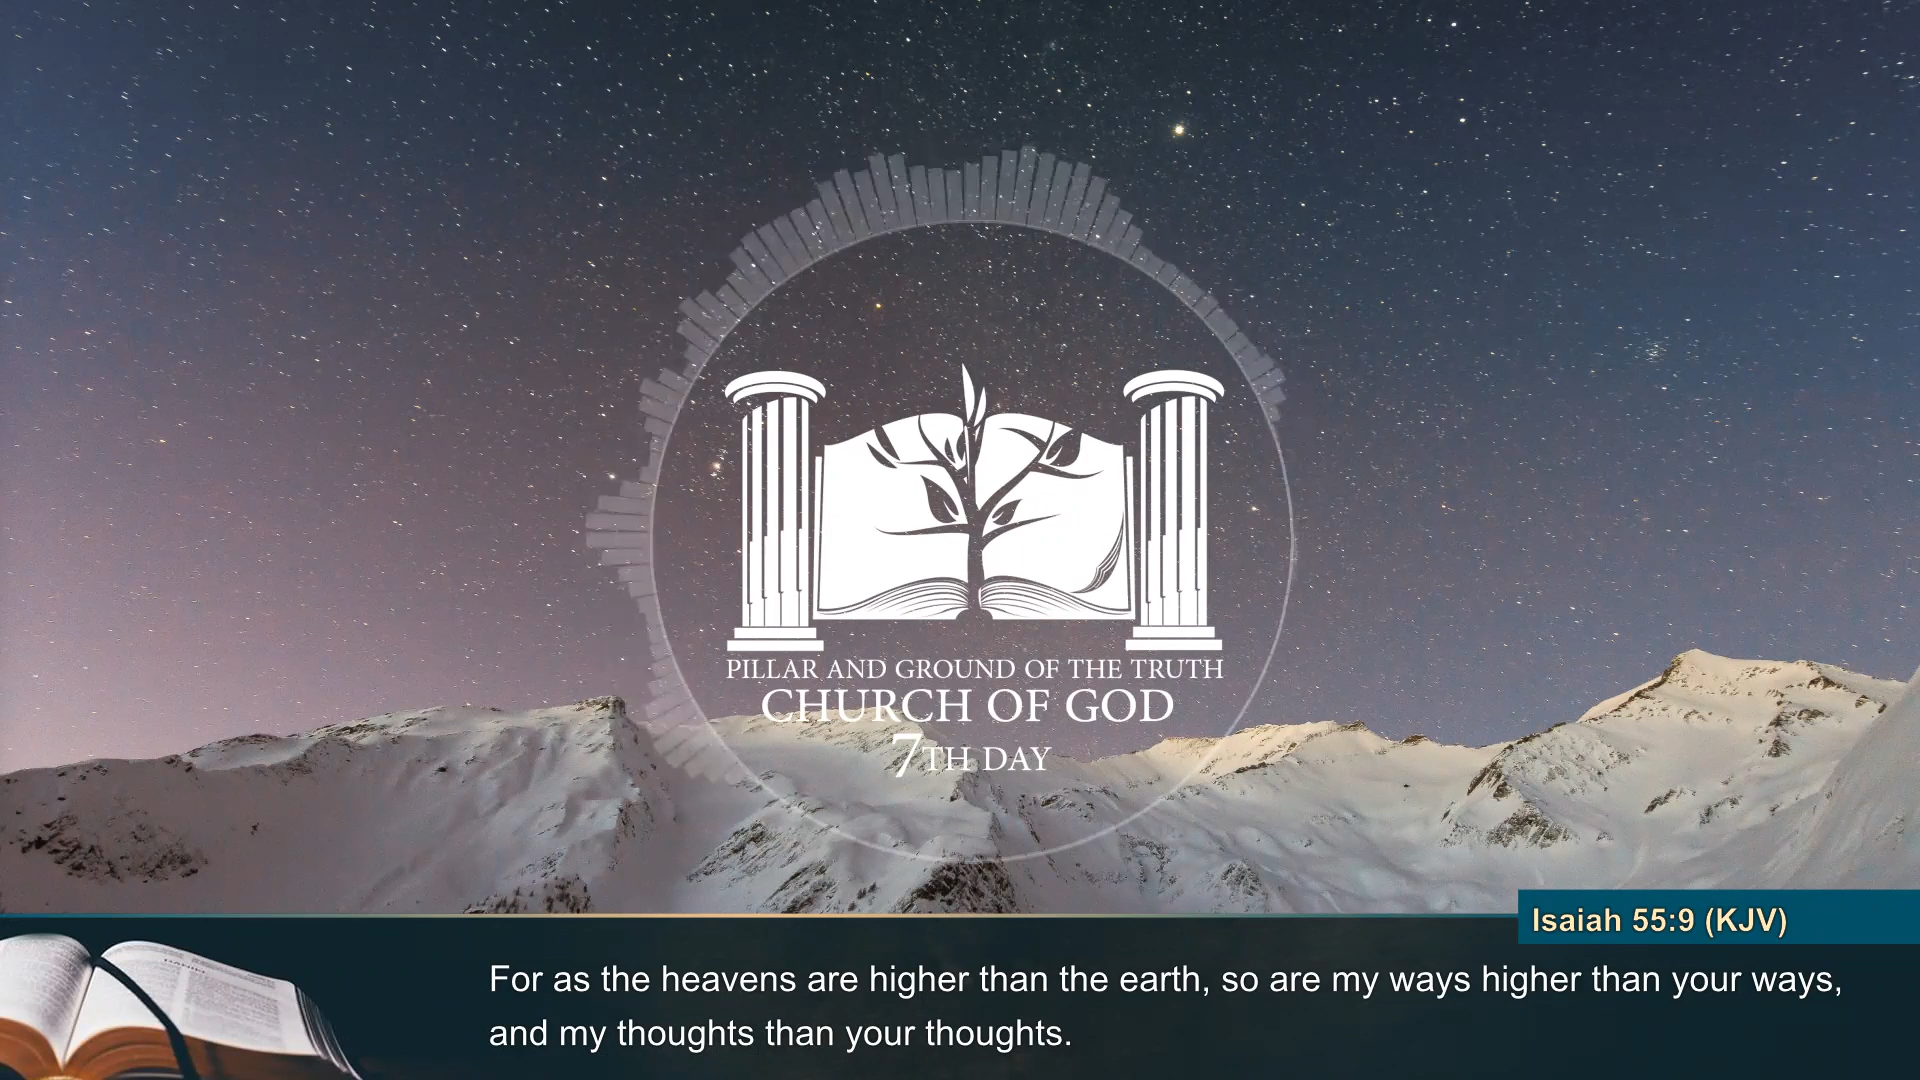 PILLAR AND GROUND OF THE TRUTH
CHURCH OF GOD
7TH DAY
Isaiah 55:9 (KJV)
For as the heavens are higher than the earth, so are my ways higher than your ways,
and my thoughts than your thoughts.